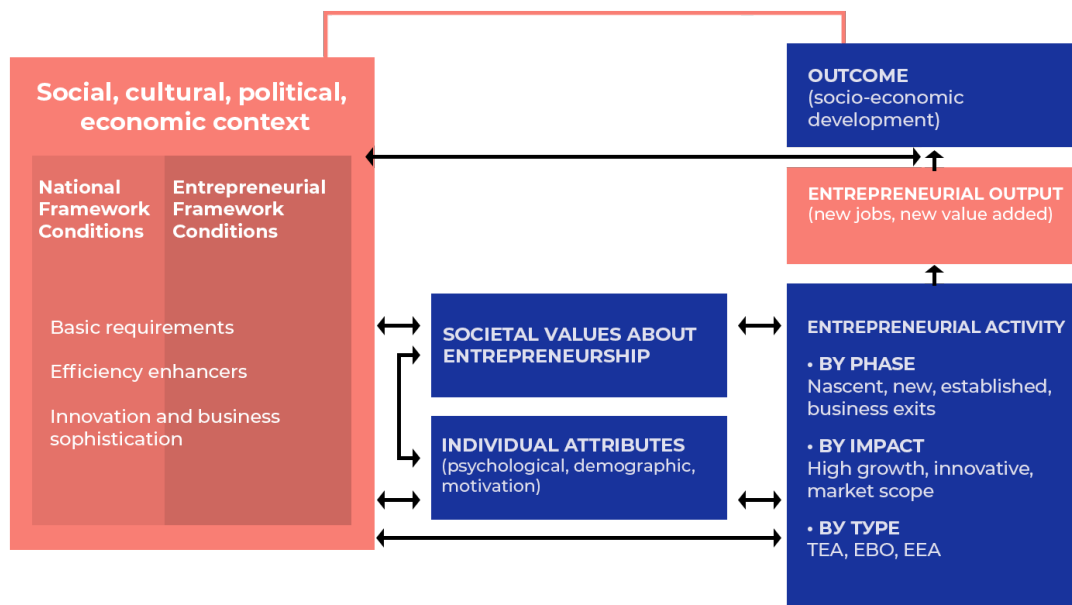 Social, cultural, political,
economic context
National
Framework
Conditions
Entrepreneurial
Framework
Conditions
Basic requirements
Efficiency enhancers
Innovation and business
sophistication
SOCIETAL VALUES ABOUT
ENTREPRENEURSHIP
INDIVIDUAL ATTRIBUTES
(psychological, demographic,
motivation)
OUTCOME
(socio-economic
development)
ENTREPRENEURIAL OUTPUT
(new jobs, new value added)
ENTREPRENEURIAL ACTIVITY
• BY PHASE
Nascent, new, established,
business exits
• BY IMPACT
High growth, innovative,
market scope
• ВУ TYPE
TEA, EBO, EEA